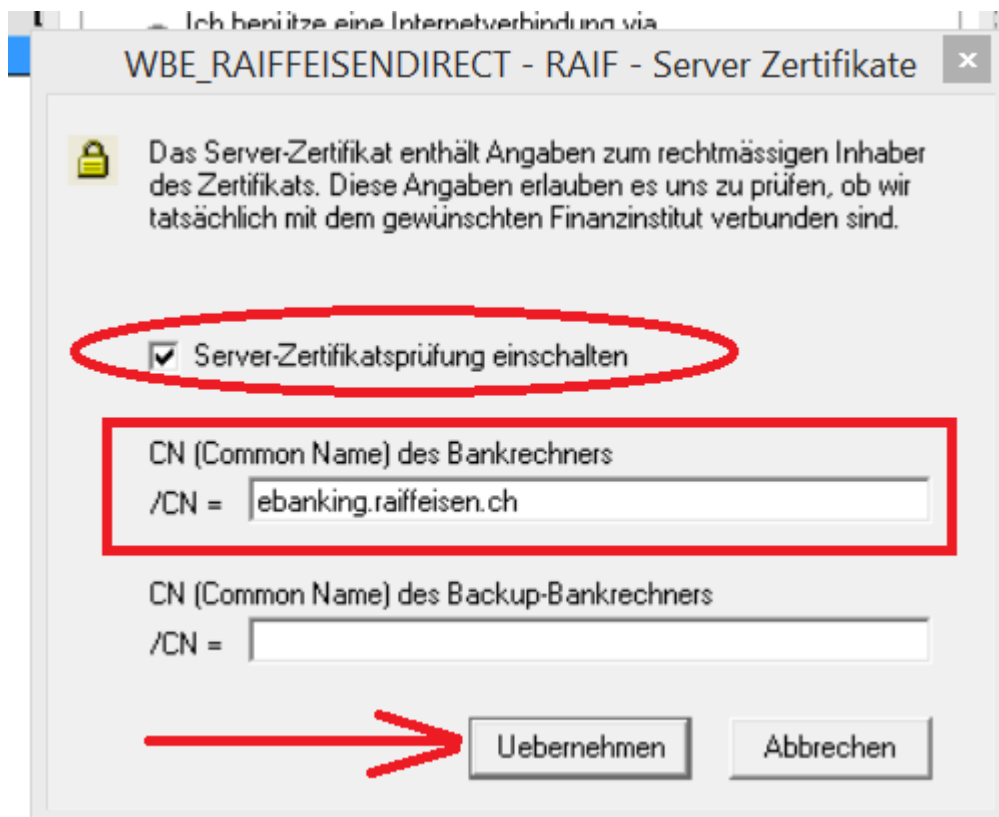 Ich benütze eine Internetverbindung via
WBE_RAIFFEISENDIRECT - RAIF - Server Zertifikate
Das Server-Zertifikat enthält Angaben zum rechtmässigen Inhaber
des Zertifikats. Diese Angaben erlauben es uns zu prüfen, ob wir
tatsächlich mit dem gewünschten Finanzinstitut verbunden sind.
Server-Zertifikatsprüfung einschalten
CN (Common Name) des Bankrechners
/CN = ebanking.raiffeisen.ch
CN (Common Name) des Backup-Bankrechners
/CN =
Uebernehmen Abbrechen